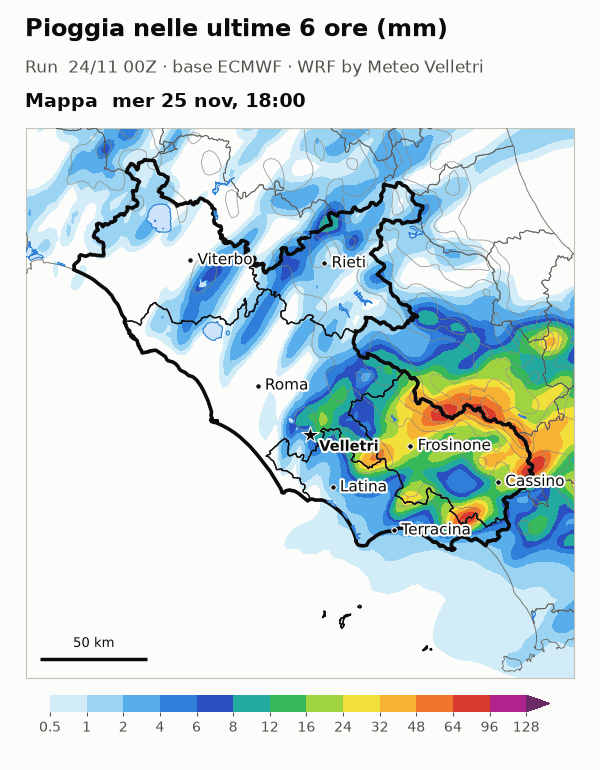 Pioggia nelle ultime 6 ore (mm)
Run 24/11 00Z · base ECMWF · WRF by Meteo Velletri
Mappa mer 25 nov, 18:00
Viterbo
Rieti
Roma
Velletri
Frosinone
Cassino
Latina
Terracina
50 km
0.5 1 2 4 6 8 12 16 24 32 48 64 96 128